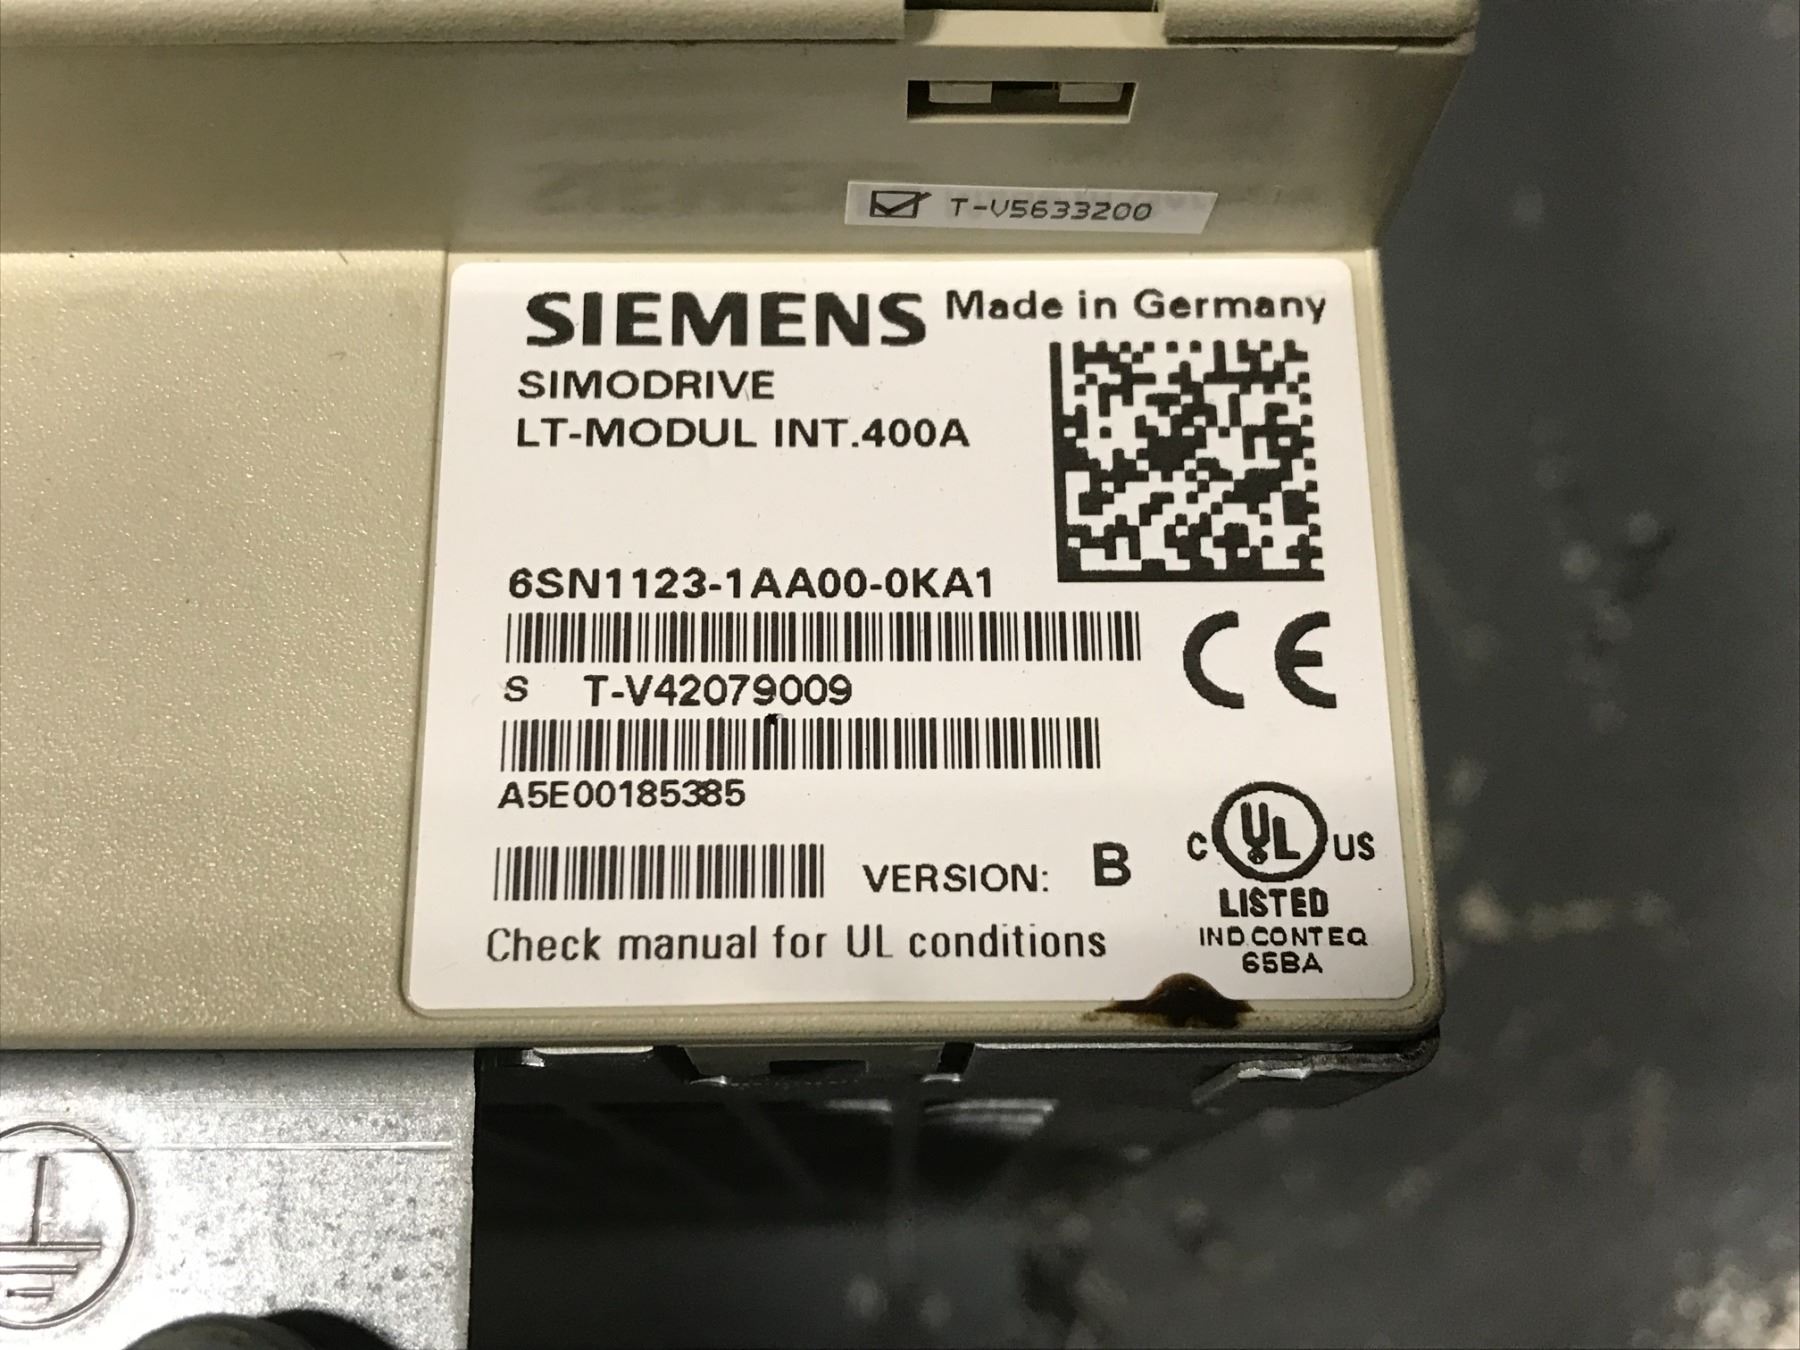 T-V5633200
SIEMENS Made in Germany
SIMODRIVE
LT-MODUL INT.400A
6SN1123-1AA00-0KA1
S T-V42079009
A5E00185385
VERSION: B
Check manual for UL conditions
CE
C UL US
LISTED
IND.CONT.EQ
65BA